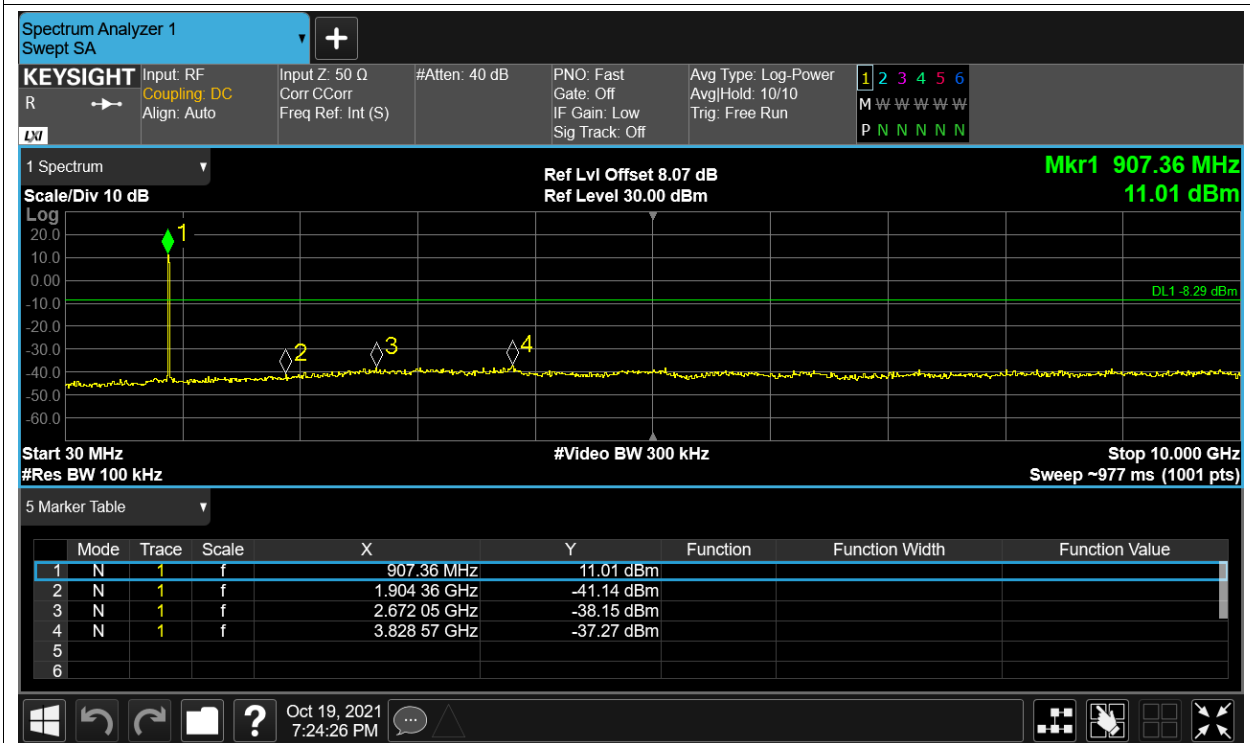 Spectrum Analyzer 1
Swept SA
KEYSIGHT Input: RF Input Z: 50 Ω #Atten: 40 dB PNO: Fast Avg Type: Log-Power 1 2 3 4 5 6
R Coupling: DC Corr CCorr Gate: Off Avg|Hold: 10/10 M W W W W W
Align: Auto Freq Ref: Int (S) IF Gain: Low Trig: Free Run
LXI Sig Track: Off P N N N N N
1 Spectrum Ref Lvl Offset 8.07 dB Mkr1 907.36 MHz
Scale/Div 10 dB Ref Level 30.00 dBm 11.01 dBm
Log
20.0 1
10.0
0.00
DL1 -8.29 dBm
-10.0
-20.0
-30.0 2 3 4
-40.0
-50.0
-60.0
Start 30 MHz #Video BW 300 kHz Stop 10.000 GHz
#Res BW 100 kHz Sweep ~977 ms (1001 pts)
5 Marker Table
Mode Trace Scale X Y Function Function Width Function Value
1 N 1 f 907.36 MHz 11.01 dBm
2 N 1 f 1.904 36 GHz -41.14 dBm
3 N 1 f 2.672 05 GHz -38.15 dBm
4 N 1 f 3.828 57 GHz -37.27 dBm
5
6
? Oct 19, 2021
7:24:26 PM